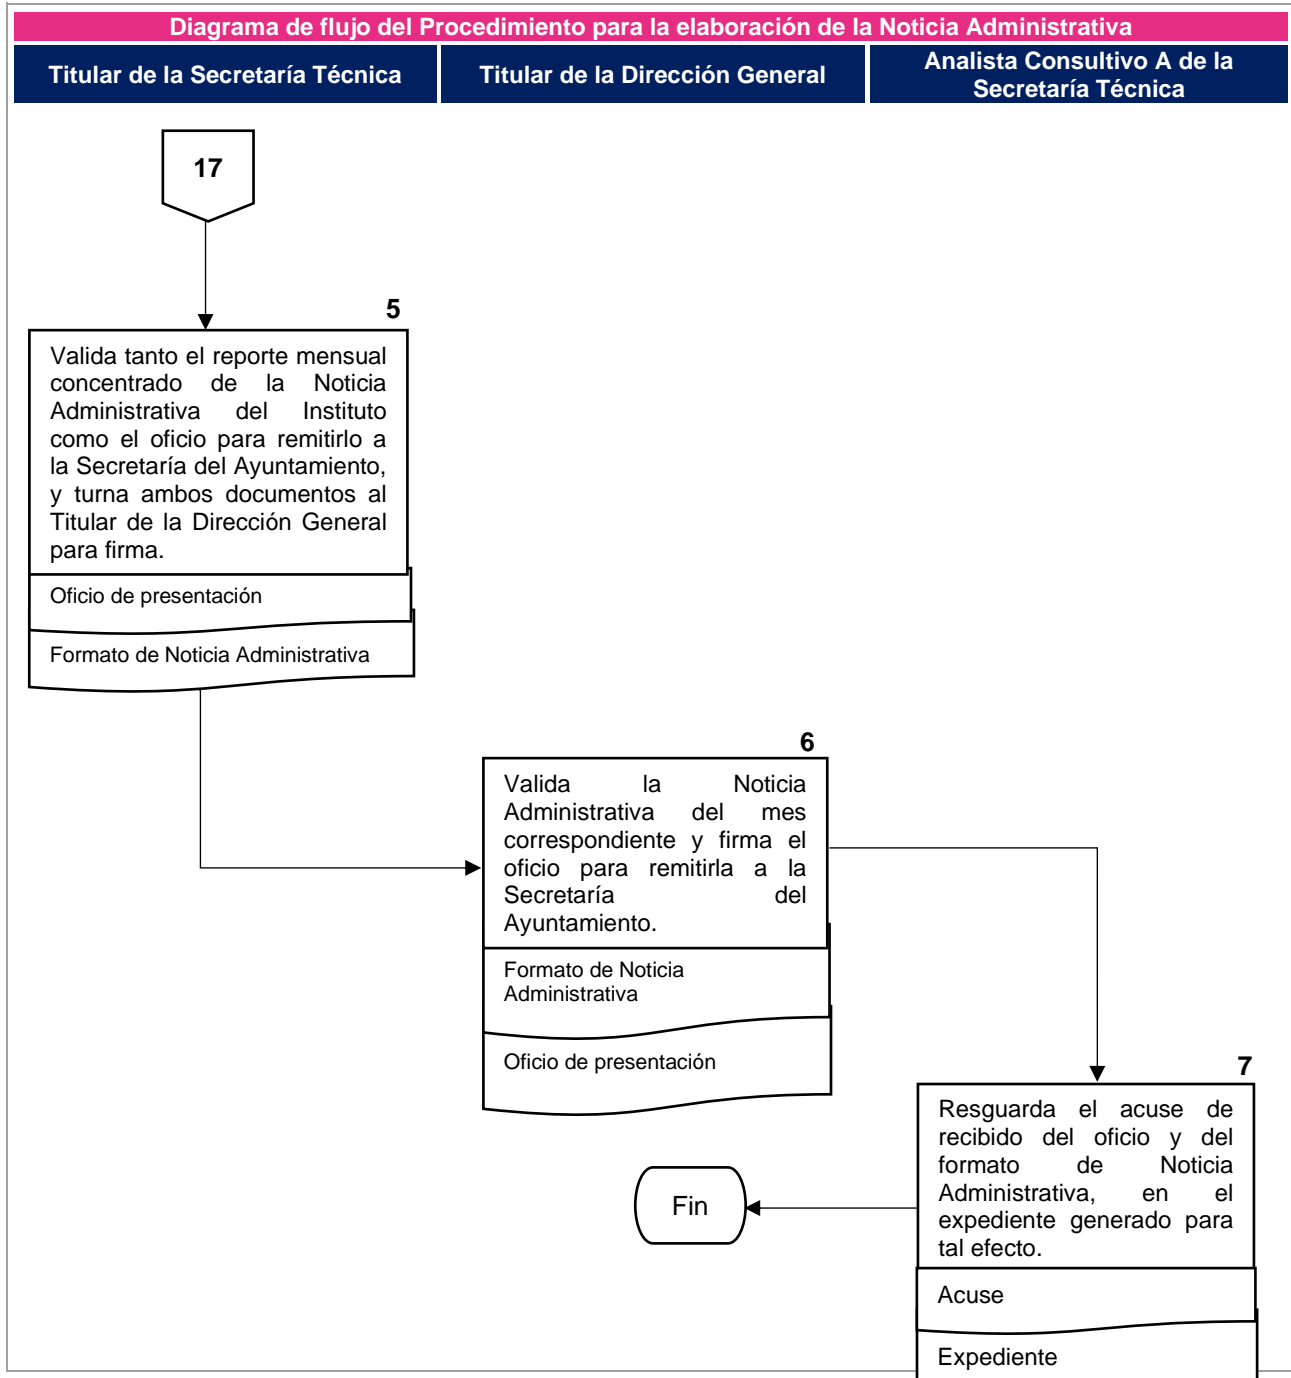 Diagrama de flujo del Procedimiento para la elaboración de la Noticia Administrativa
Titular de la Secretaría Técnica
Titular de la Dirección General
Analista Consultivo A de la
Secretaría Técnica
17
5
Valida tanto el reporte mensual
concentrado de la Noticia
Administrativa del Instituto
como el oficio para remitirlo a
la Secretaría del Ayuntamiento,
y turna ambos documentos al
Titular de la Dirección General
para firma.
Oficio de presentación
Formato de Noticia Administrativa
6
Valida la Noticia
Administrativa del mes
correspondiente y firma el
oficio para remitirla a la
Secretaría del
Ayuntamiento.
Formato de Noticia
Administrativa
Oficio de presentación
7
Resguarda el acuse de
recibido del oficio y del
formato de Noticia
Administrativa, en el
expediente generado para
tal efecto.
Acuse
Expediente
Fin